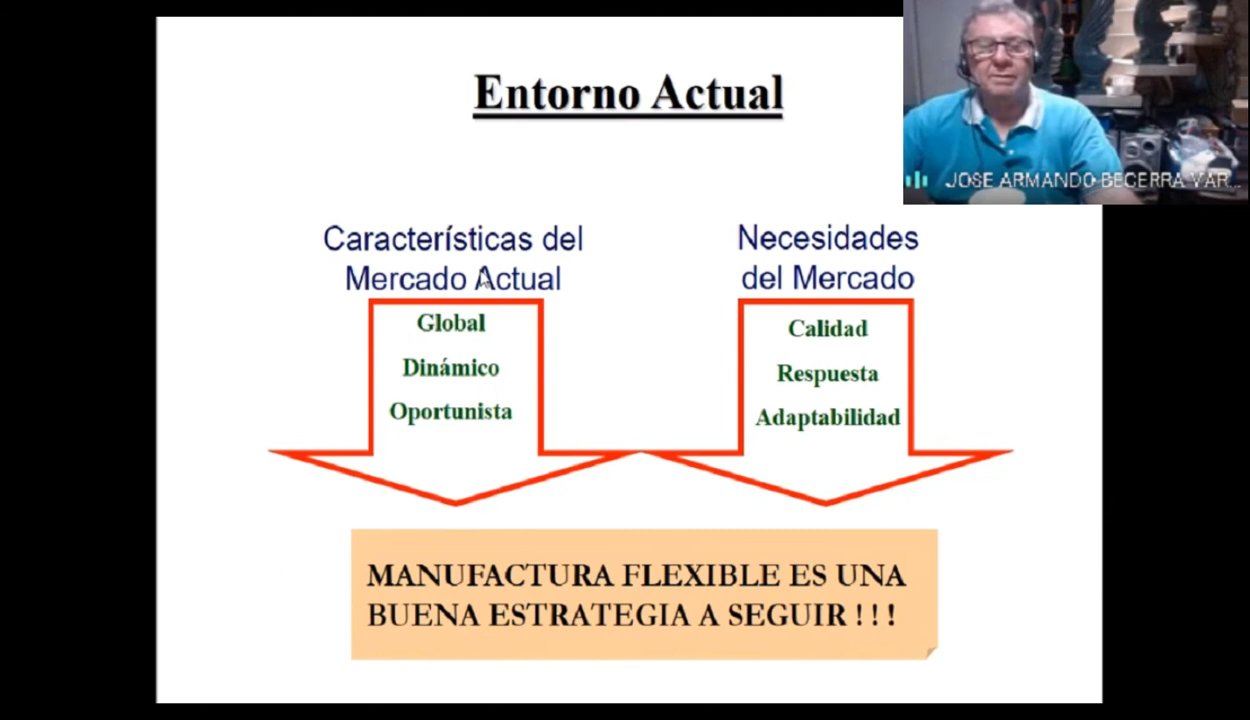 Entorno Actual
JOSE ARMANDO BECERRA VAR...
Características del
Mercado Actual
Global
Dinámico
Oportunista
Necesidades
del Mercado
Calidad
Respuesta
Adaptabilidad
MANUFACTURA FLEXIBLE ES UNA
BUENA ESTRATEGIA A SEGUIR ! ! !